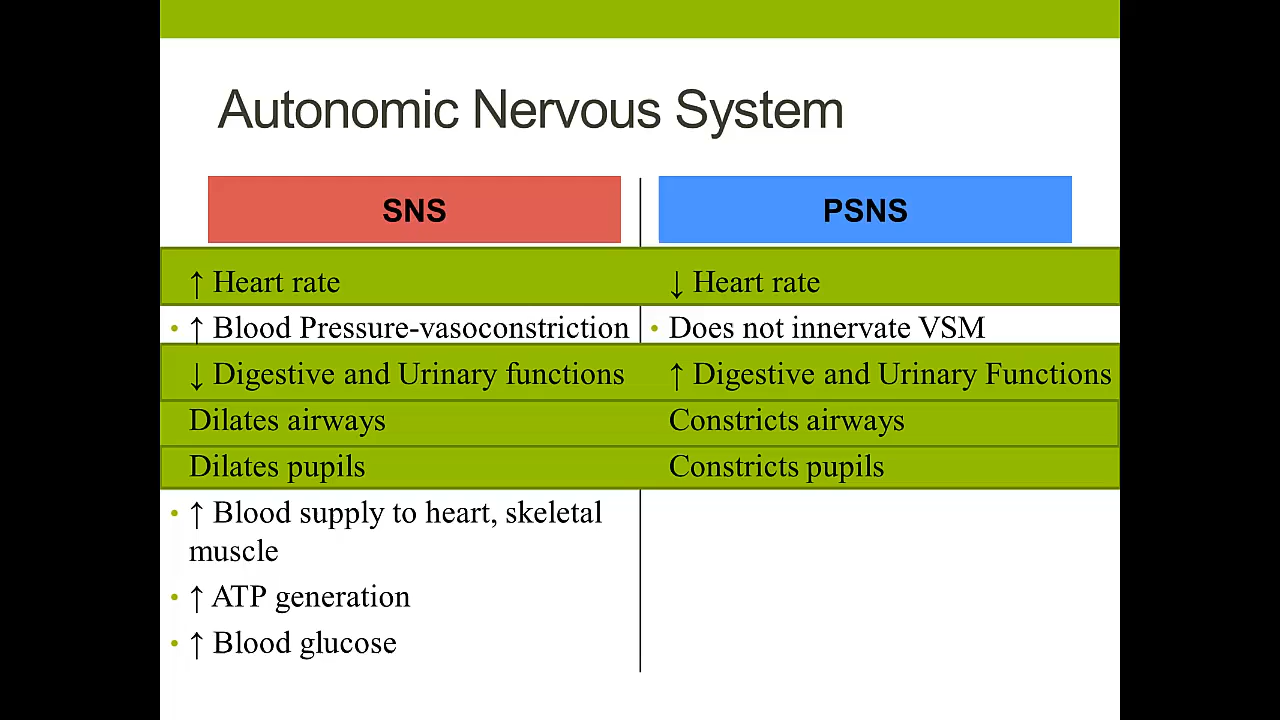 Autonomic Nervous System
SNS
↑ Heart rate
• ↑ Blood Pressure-vasoconstriction
↓ Digestive and Urinary functions
Dilates airways
Dilates pupils
• ↑ Blood supply to heart, skeletal
muscle
• ↑ ATP generation
• ↑ Blood glucose
PSNS
↓ Heart rate
• Does not innervate VSM
↑ Digestive and Urinary Functions
Constricts airways
Constricts pupils